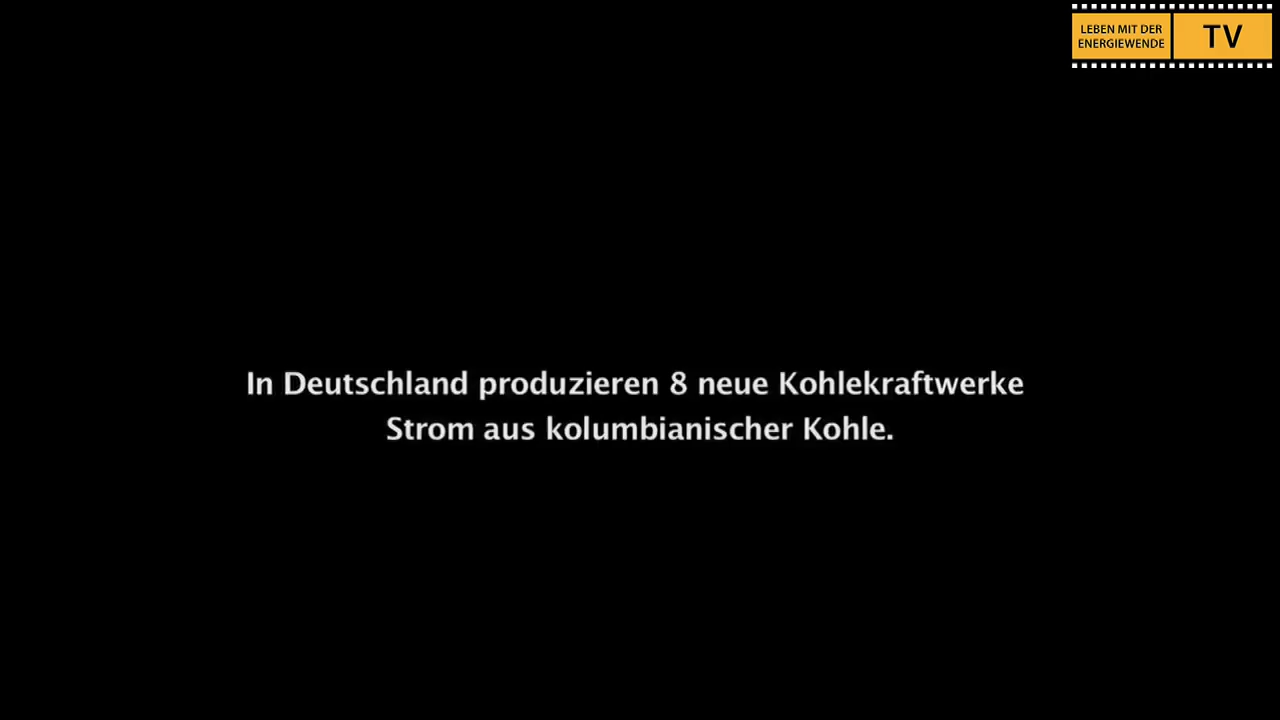 LEBEN MIT DER
ENERGIEWENDE
TV
In Deutschland produzieren 8 neue Kohlekraftwerke
Strom aus kolumbianischer Kohle.